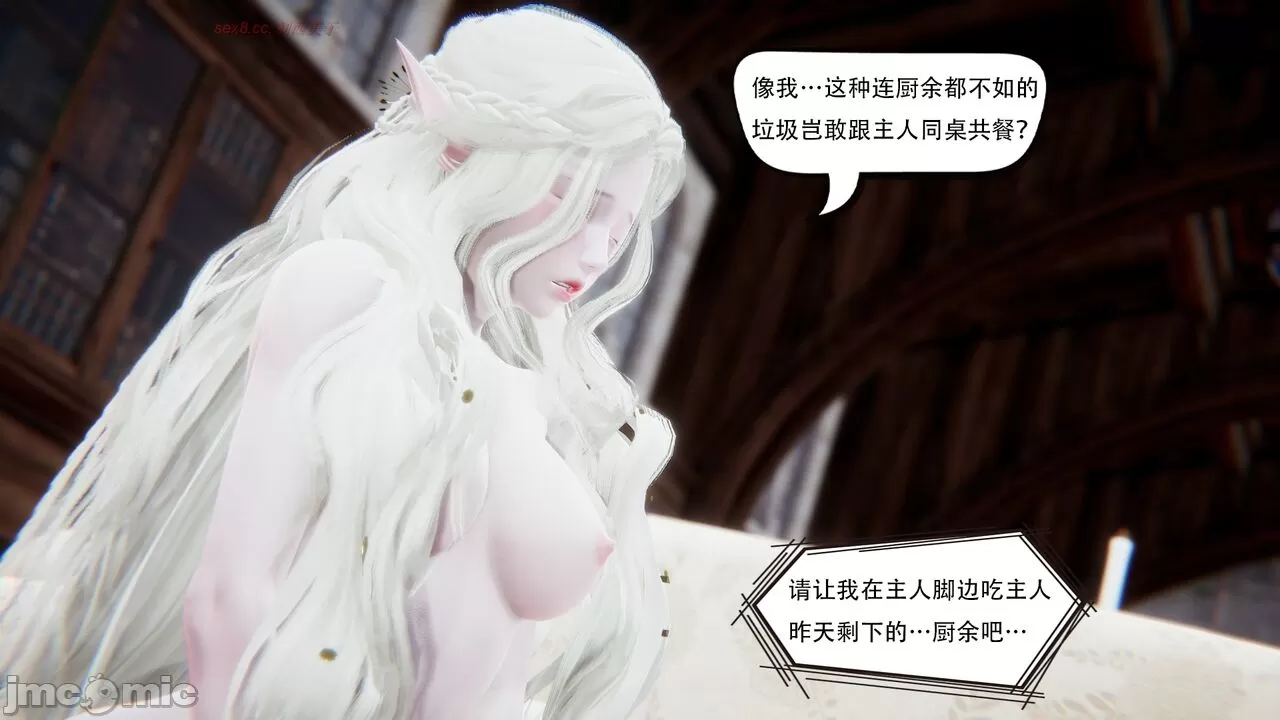 sex8.cc
像我…这种连厨余都不如的
垃圾岂敢跟主人同桌共餐?
请让我在主人脚边吃主人
昨天剩下的…厨余吧…
jmcomic